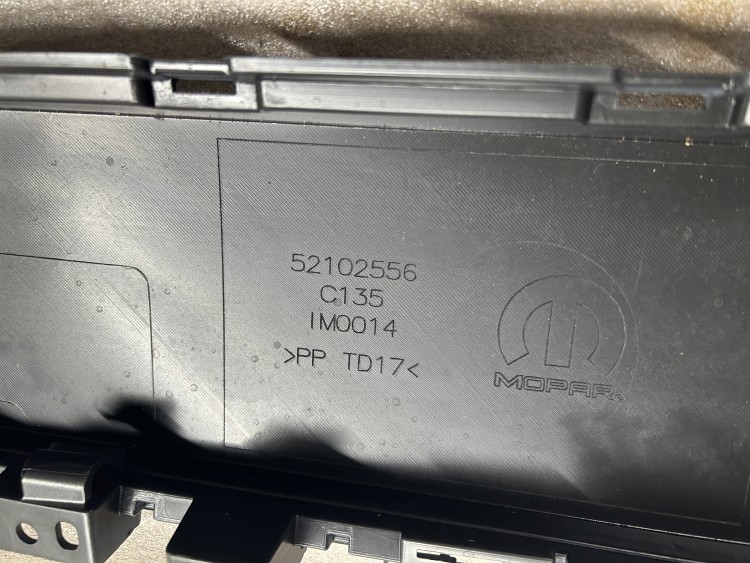 52102556
C135
IM0014
>PP TD17<
MOPAR